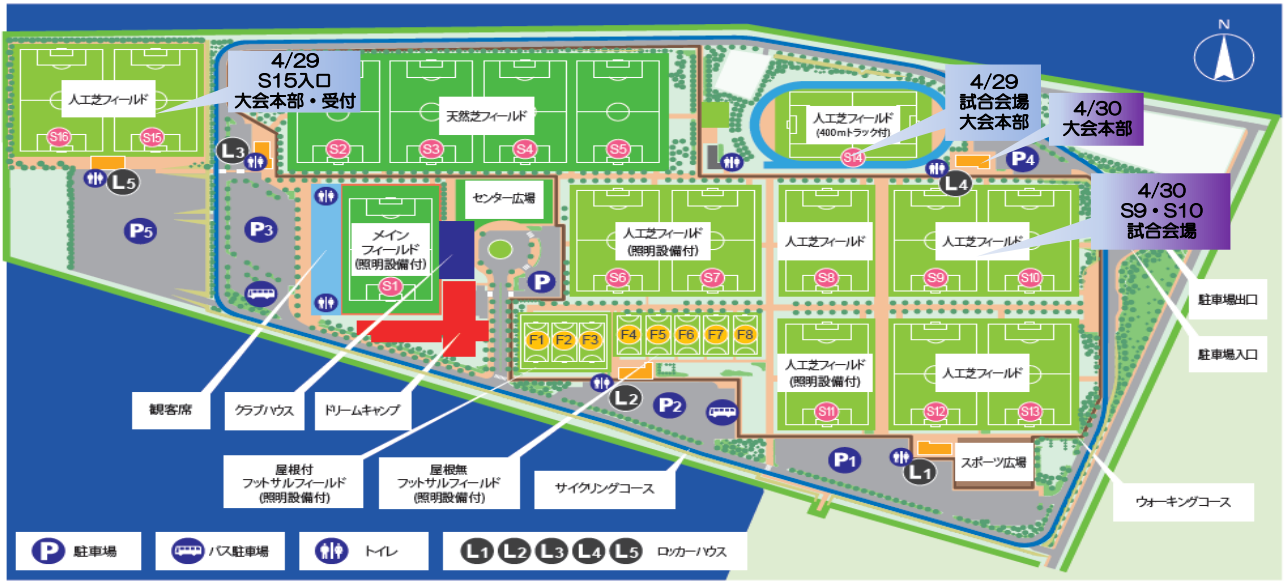 N
4/29
S15入口
大会本部・受付
4/29
試合会場
大会本部
4/30
大会本部
4/30
S9・S10
試合会場
人工芝フィールド
S16
S15
L5
P5
L3
P3
天然芝フィールド
S2
S3
S4
S5
人工芝フィールド
(400mトラック付)
S14
L4
P4
センター広場
メイン
フィールド
(照明設備付)
S1
P
人工芝フィールド
(照明設備付)
S6
S7
人工芝フィールド
S8
人工芝フィールド
S9
S10
駐車場出口
駐車場入口
F1
F2
F3
F4
F5
F6
F7
F8
人工芝フィールド
(照明設備付)
S11
人工芝フィールド
S12
S13
L2
P2
P1
L1
スポーツ広場
観客席
クラブハウス
ドリームキャンプ
屋根付
フットサルフィールド
(照明設備付)
屋根無
フットサルフィールド
(照明設備付)
サイクリングコース
ウォーキングコース
P 駐車場
バス駐車場
トイレ
L1 L2 L3 L4 L5 ロッカーハウス